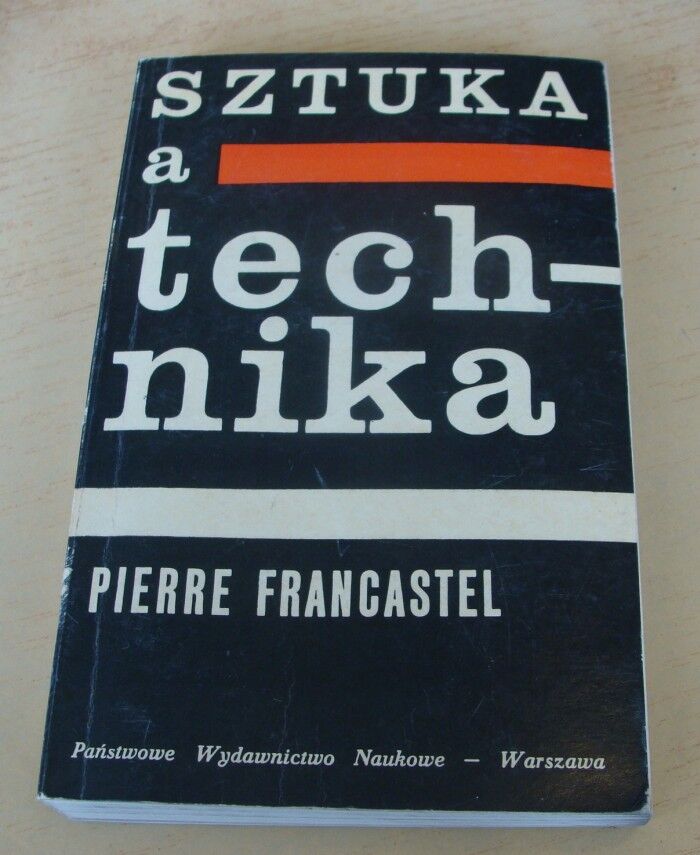 SZTUKA
a
tech-
nika
PIERRE FRANCASTEL
Państwowe Wydawnictwo Naukowe – Warszawa